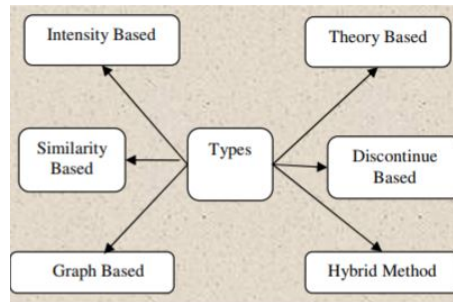 Intensity Based
Theory Based
Similarity
Based
Types
Discontinue
Based
Graph Based
Hybrid Method